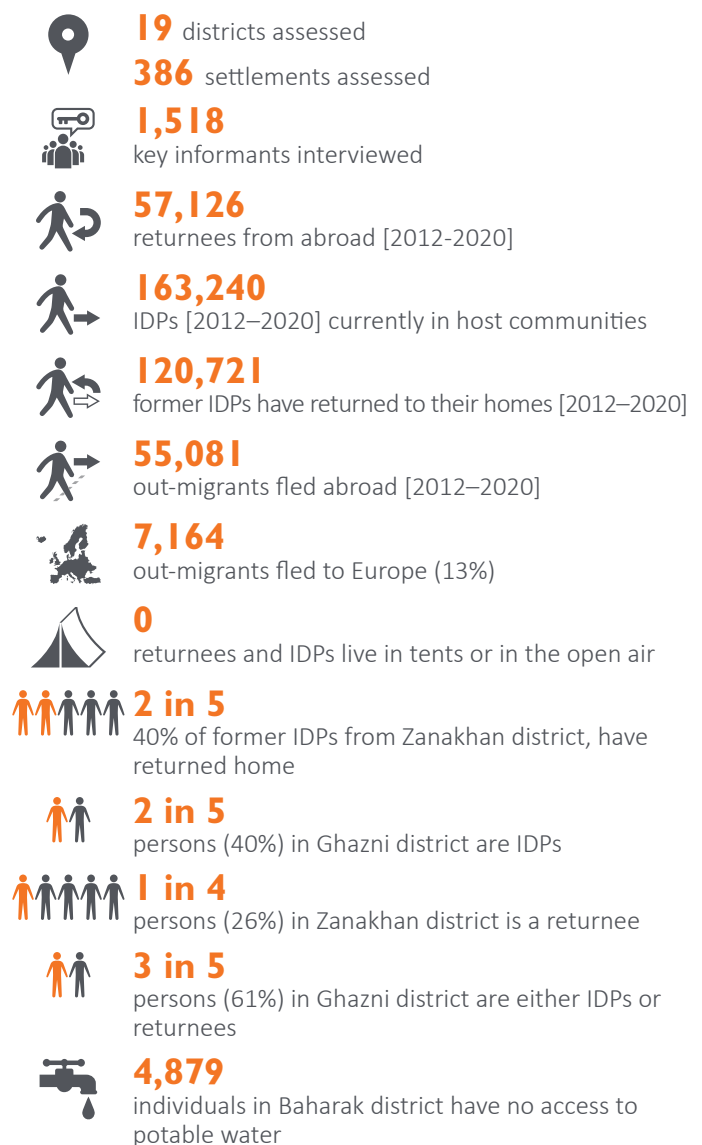 19 districts assessed
386 settlements assessed
1,518
key informants interviewed
57,126
returnees from abroad [2012-2020]
163,240
IDPs [2012–2020] currently in host communities
120,721
former IDPs have returned to their homes [2012–2020]
55,081
out-migrants fled abroad [2012–2020]
7,164
out-migrants fled to Europe (13%)
0
returnees and IDPs live in tents or in the open air
2 in 5
40% of former IDPs from Zanakhan district, have
returned home
2 in 5
persons (40%) in Ghazni district are IDPs
1 in 4
persons (26%) in Zanakhan district is a returnee
3 in 5
persons (61%) in Ghazni district are either IDPs or
returnees
4,879
individuals in Baharak district have no access to
potable water